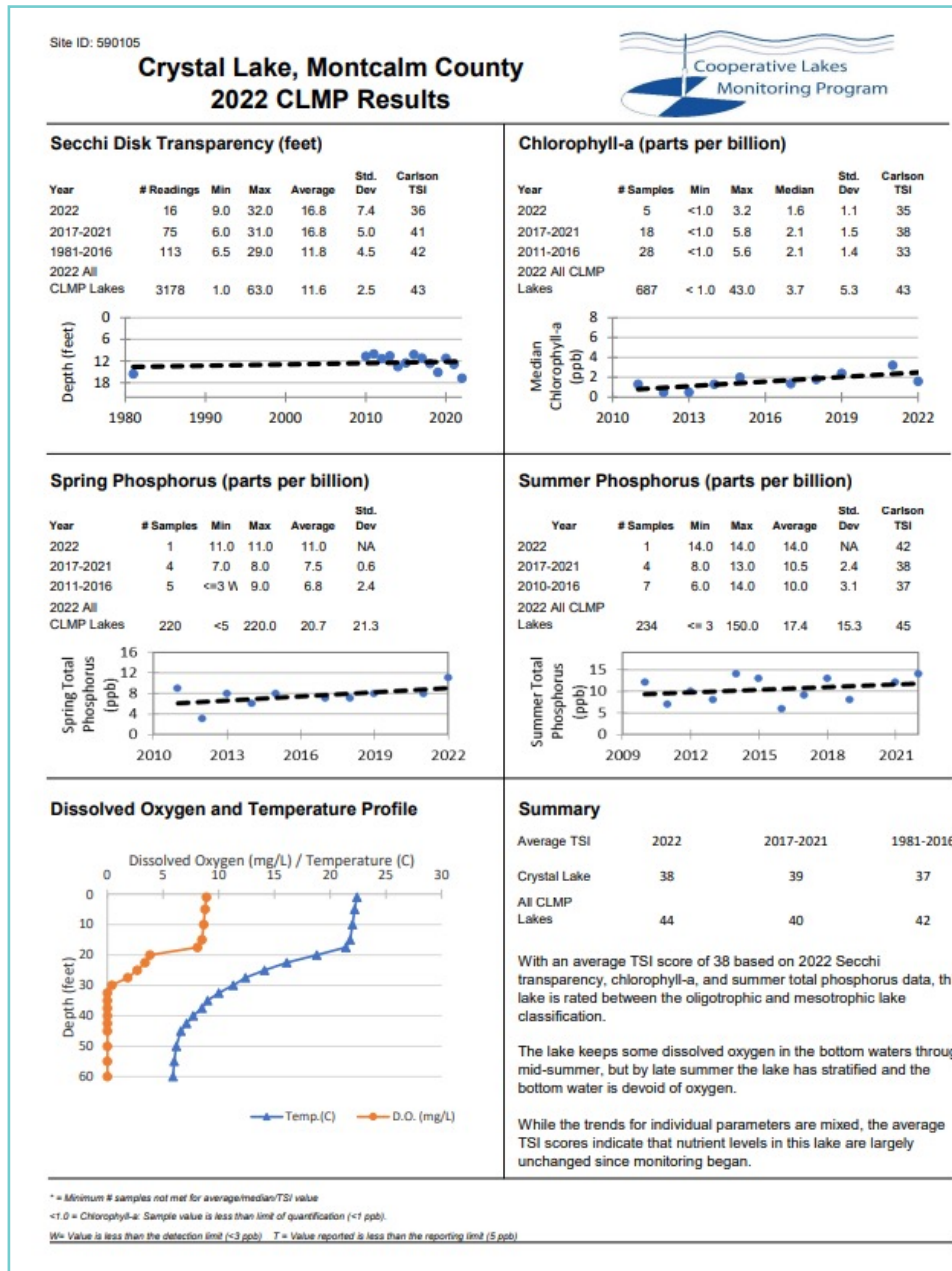 Site ID: 590105
Crystal Lake, Montcalm County
2022 CLMP Results
Cooperative Lakes
Monitoring Program
Secchi Disk Transparency (feet)
Year # Readings Min Max Average Std. Dev Carlson TSI
2022 16 9.0 32.0 16.8 7.4 36
2017-2021 75 6.0 31.0 16.8 5.0 41
1981-2016 113 6.5 29.0 11.8 4.5 42
2022 All
CLMP Lakes 3178 1.0 63.0 11.6 2.5 43
Depth (feet)
0
6
12
18
1980 1990 2000 2010 2020
Chlorophyll-a (parts per billion)
Year # Samples Min Max Median Std. Dev Carlson TSI
2022 5 <1.0 3.2 1.6 1.1 35
2017-2021 18 <1.0 5.8 2.1 1.5 38
2011-2016 28 <1.0 5.6 2.1 1.4 33
2022 All CLMP
Lakes 687 < 1.0 43.0 3.7 5.3 43
Median
Chlorophyll-a
(ppb)
8
6
4
2
0
2010 2013 2016 2019 2022
Spring Phosphorus (parts per billion)
Year # Samples Min Max Average Std. Dev
2022 1 11.0 11.0 11.0 NA
2017-2021 4 7.0 8.0 7.5 0.6
2011-2016 5 <=3 W 9.0 6.8 2.4
2022 All
CLMP Lakes 220 <5 220.0 20.7 21.3
Spring Total
Phosphorus
(ppb)
16
12
8
4
0
2010 2013 2016 2019 2022
Summer Phosphorus (parts per billion)
Year # Samples Min Max Average Std. Dev Carlson TSI
2022 1 14.0 14.0 14.0 NA 42
2017-2021 4 8.0 13.0 10.5 2.4 38
2010-2016 7 6.0 14.0 10.0 3.1 37
2022 All CLMP
Lakes 234 <= 3 150.0 17.4 15.3 45
Summer Total
Phosphorus
(ppb)
15
10
5
0
2009 2012 2015 2018 2021
Dissolved Oxygen and Temperature Profile
Dissolved Oxygen (mg/L) / Temperature (C)
0 5 10 15 20 25 30
Depth (feet)
0
10
20
30
40
50
60
Temp.(C) D.O. (mg/L)
Summary
Average TSI 2022 2017-2021 1981-2016
Crystal Lake 38 39 37
All CLMP
Lakes 44 40 42
With an average TSI score of 38 based on 2022 Secchi
transparency, chlorophyll-a, and summer total phosphorus data, th
lake is rated between the oligotrophic and mesotrophic lake
classification.
The lake keeps some dissolved oxygen in the bottom waters throug
mid-summer, but by late summer the lake has stratified and the
bottom water is devoid of oxygen.
While the trends for individual parameters are mixed, the average
TSI scores indicate that nutrient levels in this lake are largely
unchanged since monitoring began.
* = Minimum # samples not met for average/median/TSI value
<1.0 = Chlorophyll-a: Sample value is less than limit of quantification (<1 ppb).
W= Value is less than the detection limit (<3 ppb) T = Value reported is less than the reporting limit (5 ppb)